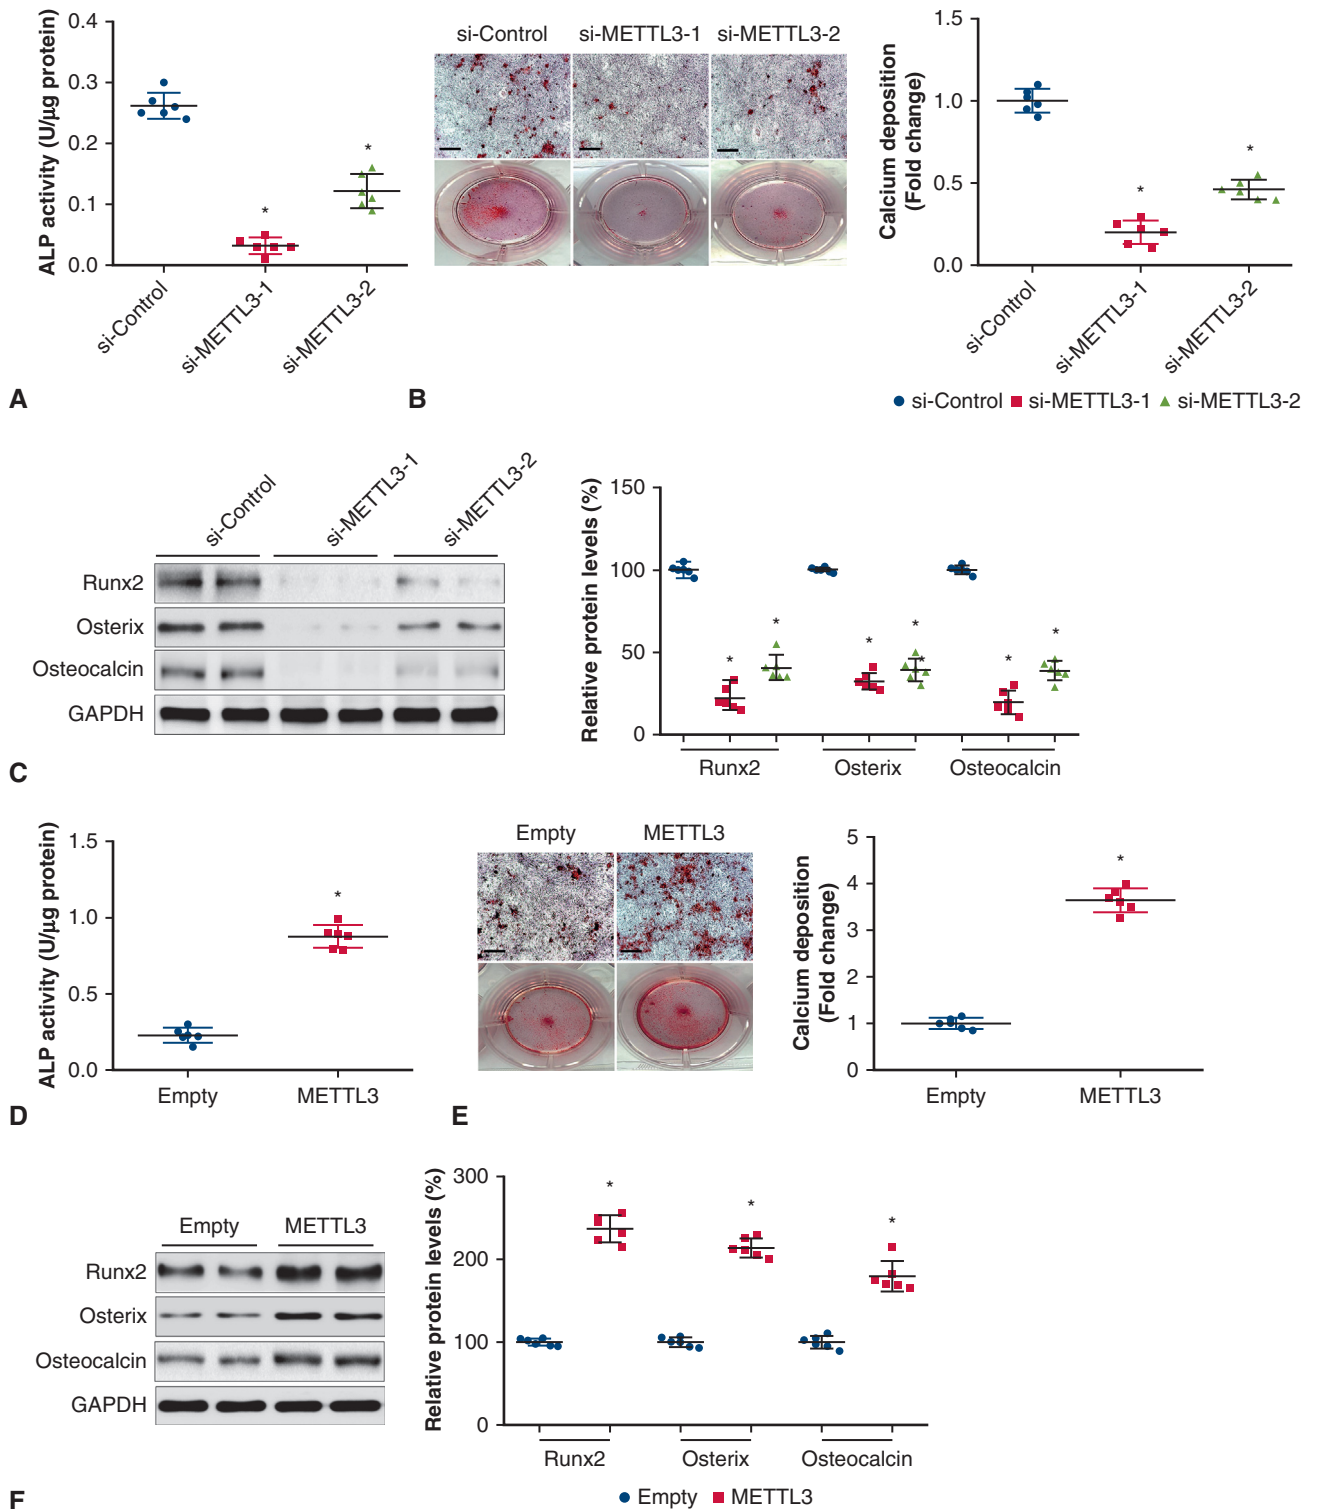 ALP activity (U/µg protein)
0.4
0.3
0.2
0.1
0.0
*
*
si-Control
si-METTL3-1
si-METTL3-2
A
si-Control si-METTL3-1 si-METTL3-2
B
Calcium deposition
(Fold change)
1.5
1.0
0.5
0.0
*
*
si-Control
si-METTL3-1
si-METTL3-2
si-Control si-METTL3-1 si-METTL3-2
si-Control
si-METTL3-1
si-METTL3-2
Runx2
Osterix
Osteocalcin
GAPDH
C
Relative protein levels (%)
150
100
50
0
*
*
*
*
*
*
*
Runx2 Osterix Osteocalcin
ALP activity (U/µg protein)
1.5
1.0
0.5
0.0
*
Empty METTL3
D
Empty METTL3
E
Calcium deposition
(Fold change)
5
4
3
2
1
0
*
Empty METTL3
Empty METTL3
Runx2
Osterix
Osteocalcin
GAPDH
F
Relative protein levels (%)
300
200
100
0
*
*
*
Runx2 Osterix Osteocalcin
Empty METTL3